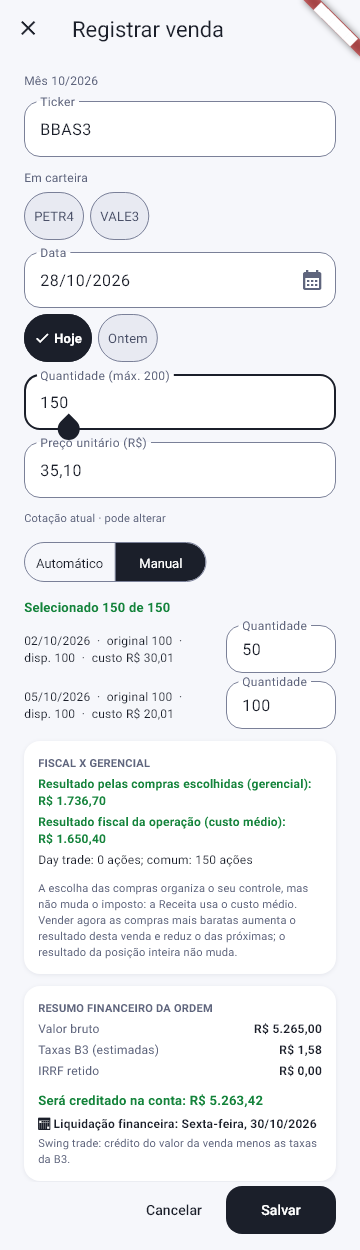 Registrar venda
Mês 10/2026
Ticker
BBAS3
Em carteira
PETR4
VALE3
Data
28/10/2026
Hoje
Ontem
Quantidade (máx. 200)
150
Preço unitário (R$)
35,10
Cotação atual · pode alterar
Automático
Manual
Selecionado 150 de 150
02/10/2026 · original 100 ·
disp. 100 · custo R$ 30,01
Quantidade
50
05/10/2026 · original 100 ·
disp. 100 · custo R$ 20,01
Quantidade
100
FISCAL X GERENCIAL
Resultado pelas compras escolhidas (gerencial):
R$ 1.736,70
Resultado fiscal da operação (custo médio):
R$ 1.650,40
Day trade: 0 ações; comum: 150 ações
A escolha das compras organiza o seu controle, mas
não muda o imposto: a Receita usa o custo médio.
Vender agora as compras mais baratas aumenta o
resultado desta venda e reduz o das próximas; o
resultado da posição inteira não muda.
RESUMO FINANCEIRO DA ORDEM
Valor bruto R$ 5.265,00
Taxas B3 (estimadas) R$ 1,58
IRRF retido R$ 0,00
Será creditado na conta: R$ 5.263,42
Liquidação financeira: Sexta-feira, 30/10/2026
Swing trade: crédito do valor da venda menos as taxas
da B3.
Cancelar
Salvar